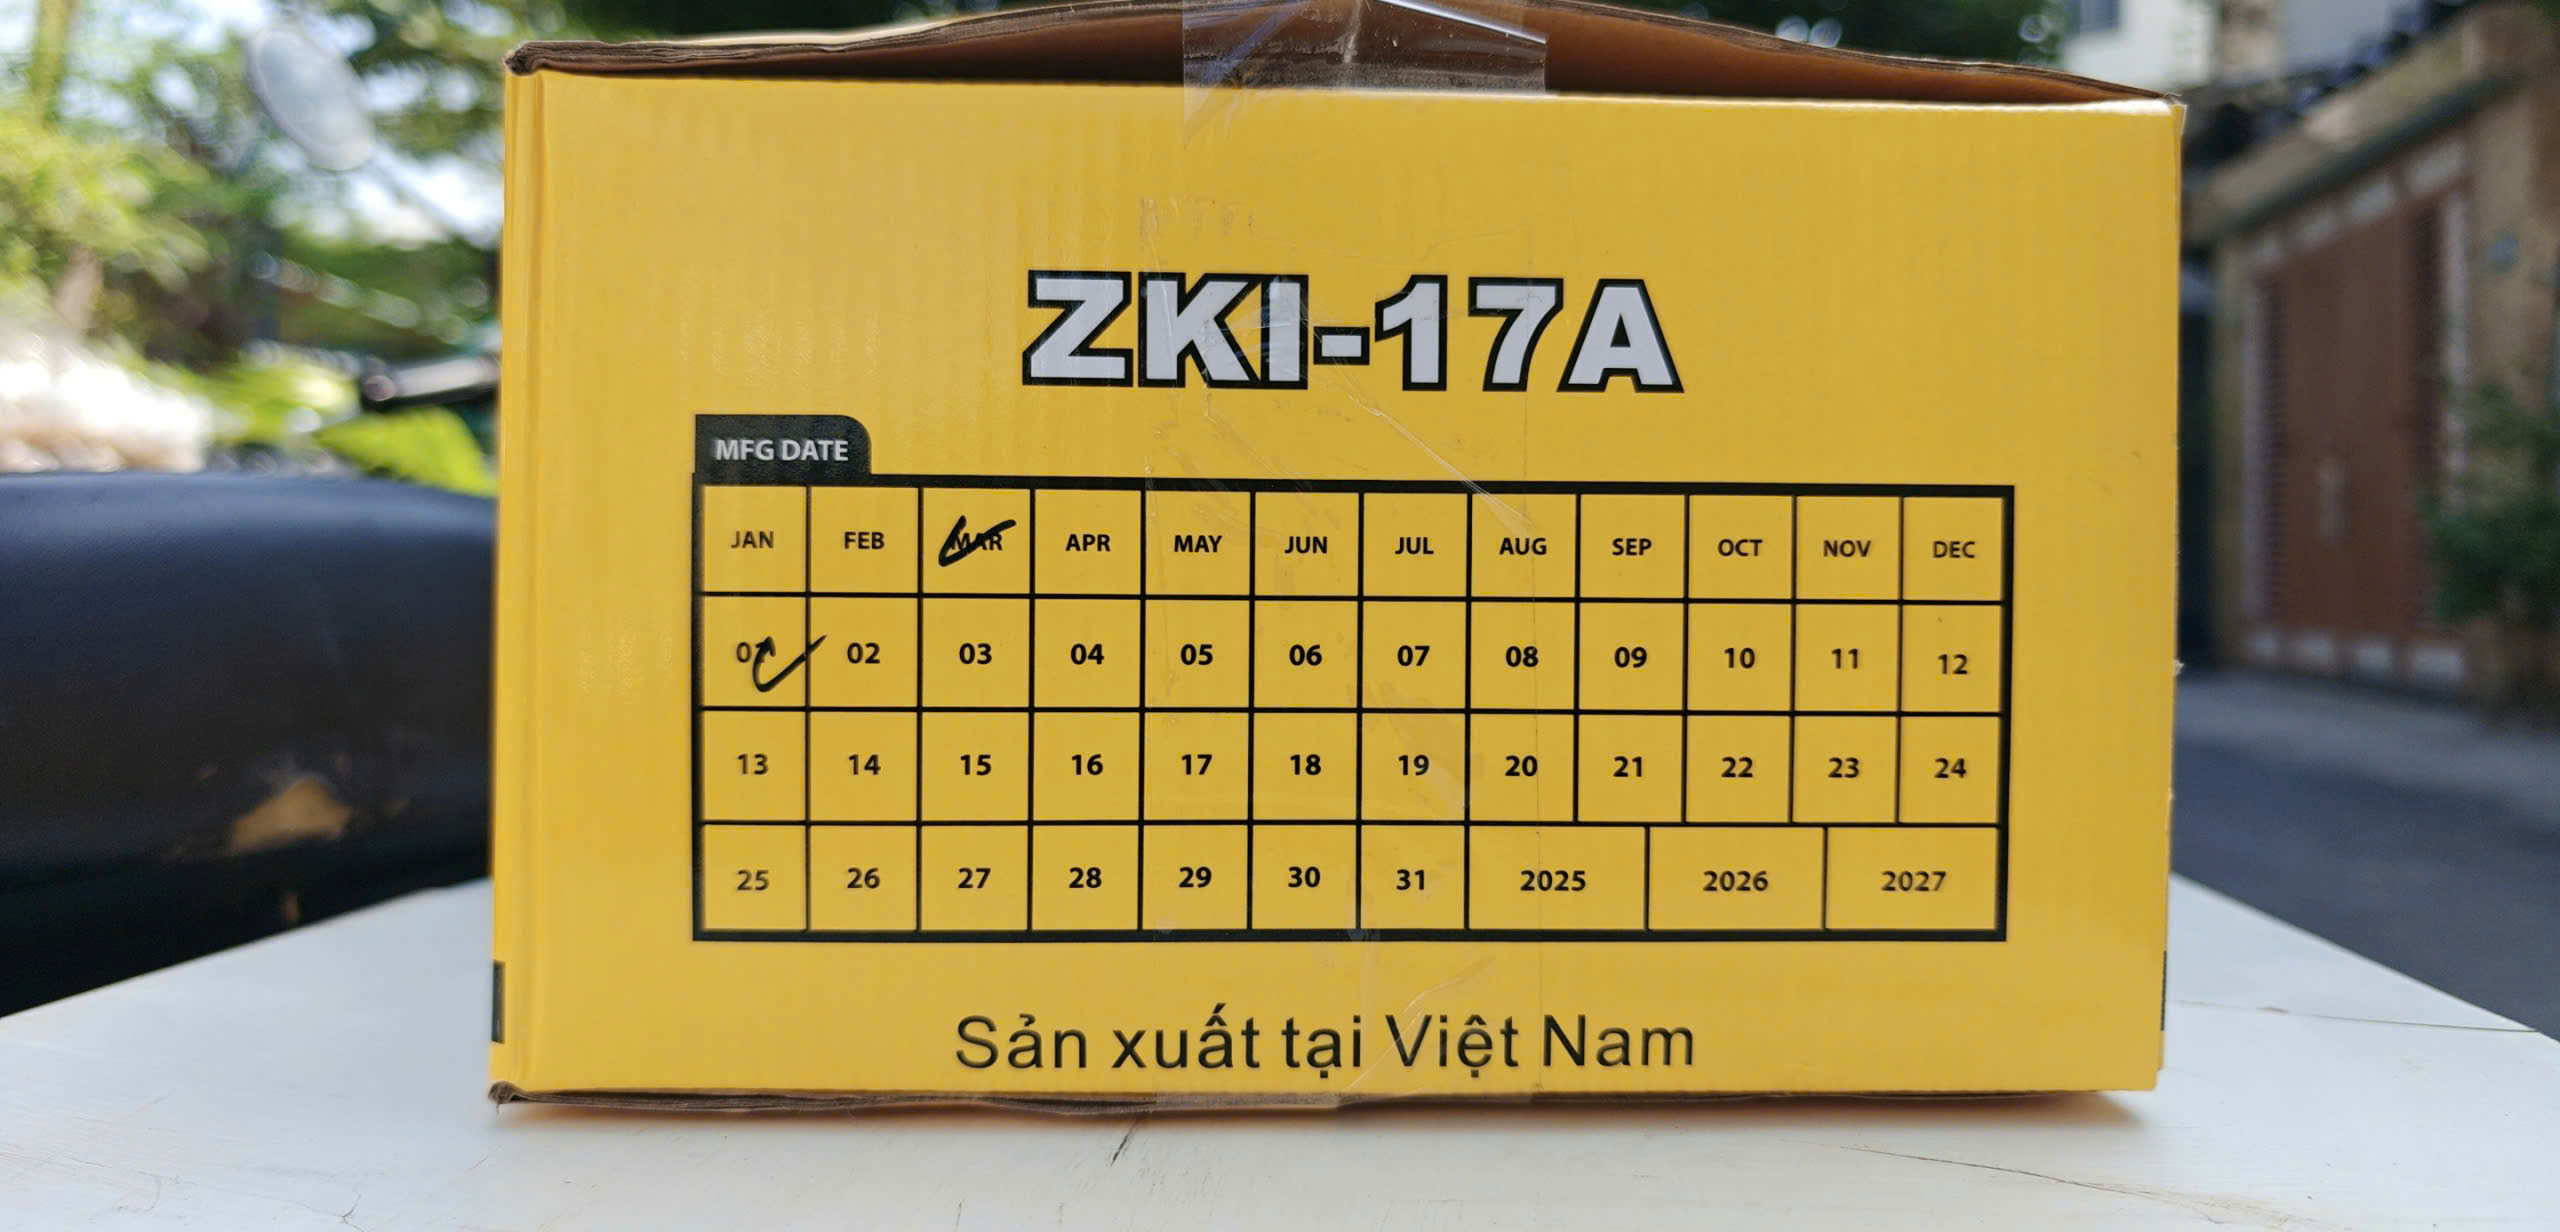 ZKI-17A
MFG DATE
JAN FEB MAR APR MAY JUN JUL AUG SEP OCT NOV DEC
01 02 03 04 05 06 07 08 09 10 11 12
13 14 15 16 17 18 19 20 21 22 23 24
25 26 27 28 29 30 31 2025 2026 2027
Sản xuất tại Việt Nam